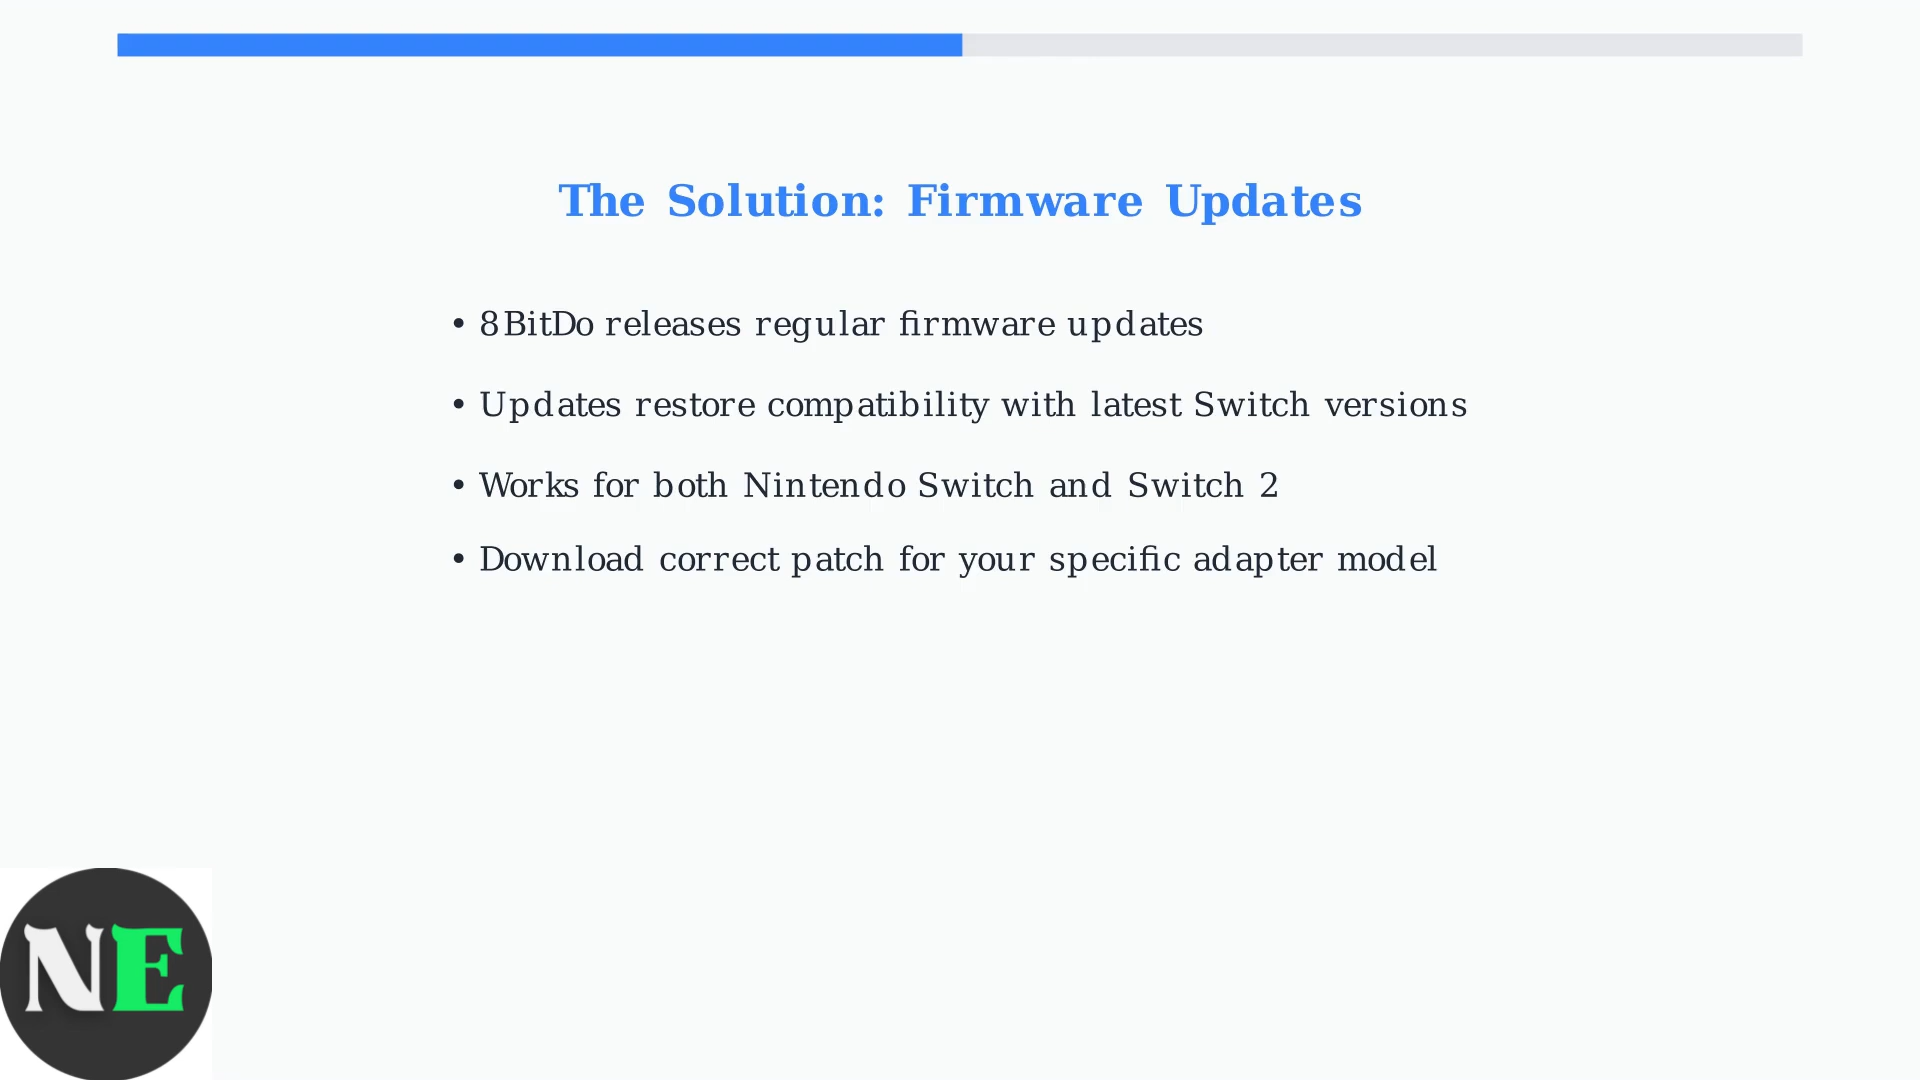 The Solution: Firmware Updates
• 8BitDo releases regular firmware updates
• Updates restore compatibility with latest Switch versions
• Works for both Nintendo Switch and Switch 2
• Download correct patch for your specific adapter model
NE